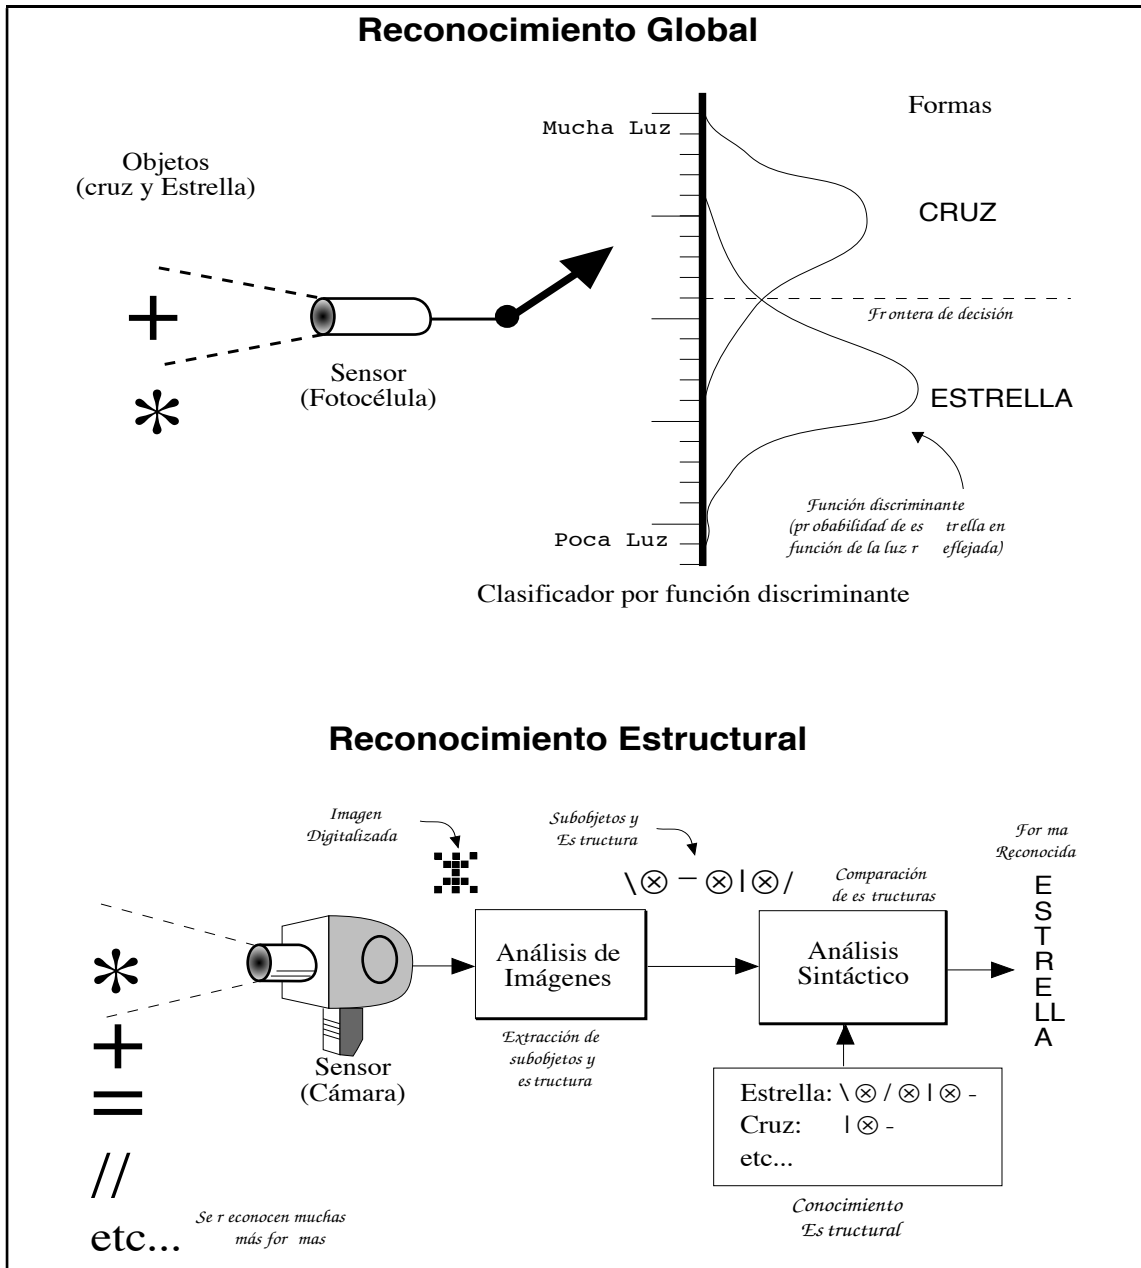 Reconocimiento Global
Formas
Mucha Luz
Objetos
(cruz y Estrella)
CRUZ
+
Frontera de decisión
Sensor
(Fotocélula)
*
ESTRELLA
Función discriminante
(probabilidad de estrella en
función de la luz reflejada)
Poca Luz
Clasificador por función discriminante
Reconocimiento Estructural
Imagen
Digitalizada
Subobjetos y
Estructura
Forma
Reconocida
\⊗ − ⊗|⊗/
Comparación
de estructuras
ESTRELLA
*
Análisis de
Imágenes
Análisis
Sintáctico
+
Extracción de
subobjetos y
estructura
Sensor
(Cámara)
=
Estrella: \ ⊗ / ⊗ | ⊗ -
Cruz: | ⊗ -
etc...
//
Conocimiento
Estructural
etc...
Se reconocen muchas
más formas